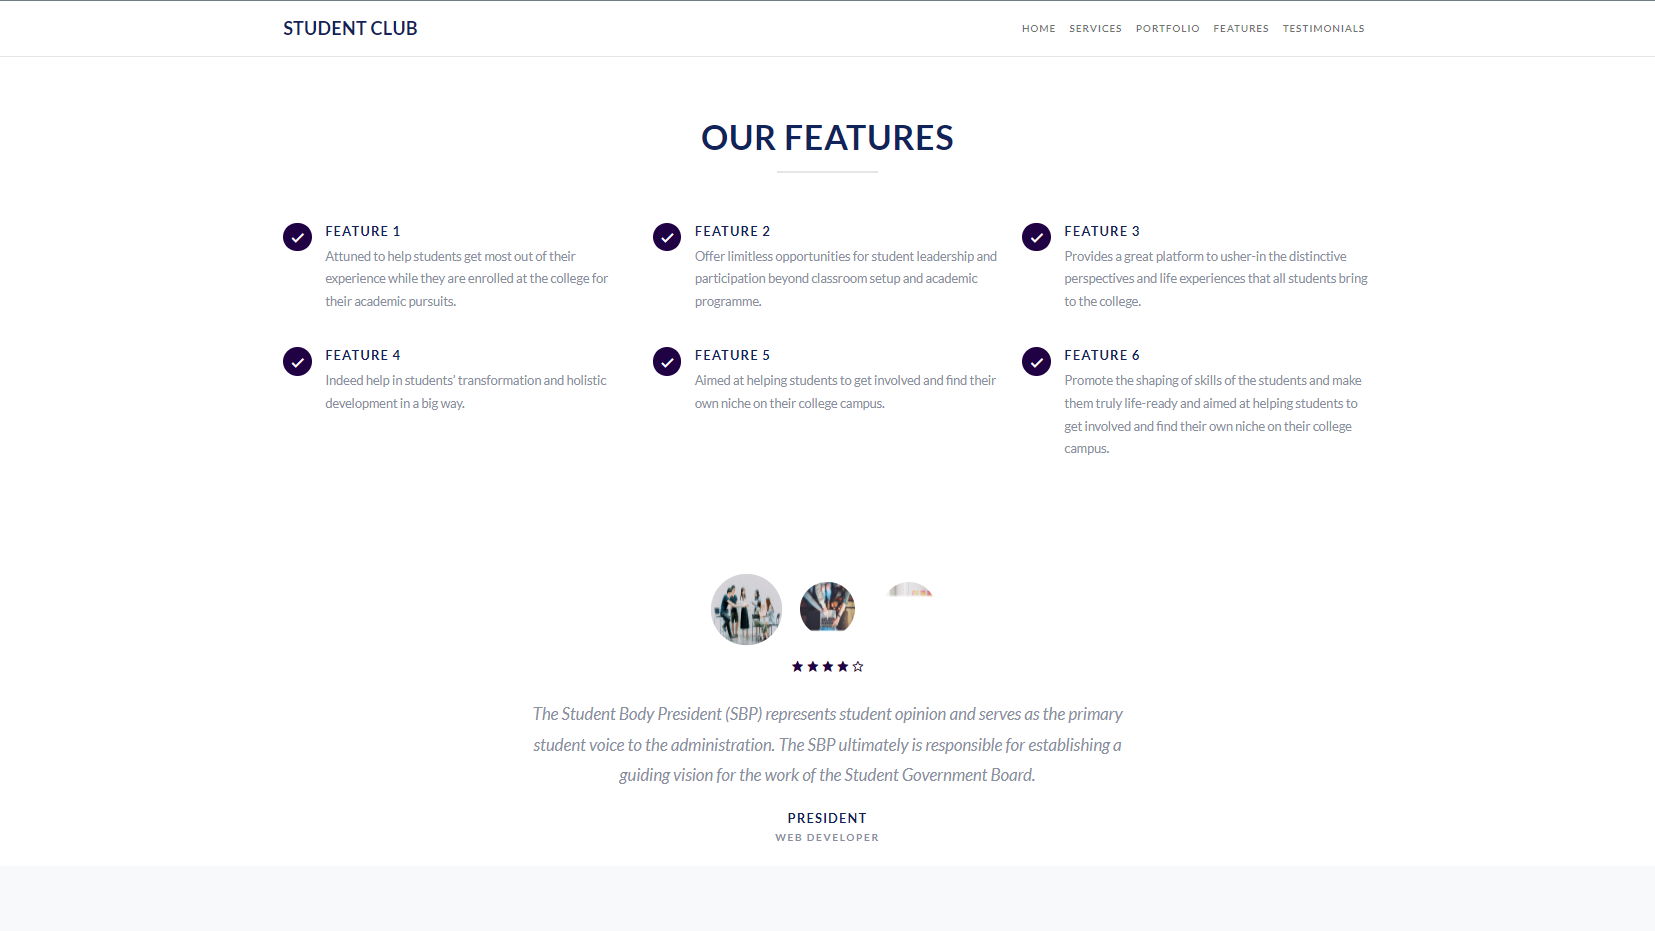 STUDENT CLUB
HOME SERVICES PORTFOLIO FEATURES TESTIMONIALS
OUR FEATURES
FEATURE 1
Attuned to help students get most out of their
experience while they are enrolled at the college for
their academic pursuits.
FEATURE 2
Offer limitless opportunities for student leadership and
participation beyond classroom setup and academic
programme.
FEATURE 3
Provides a great platform to usher-in the distinctive
perspectives and life experiences that all students bring
to the college.
FEATURE 4
Indeed help in students' transformation and holistic
development in a big way.
FEATURE 5
Aimed at helping students to get involved and find their
own niche on their college campus.
FEATURE 6
Promote the shaping of skills of the students and make
them truly life-ready and aimed at helping students to
get involved and find their own niche on their college
campus.
The Student Body President (SBP) represents student opinion and serves as the primary
student voice to the administration. The SBP ultimately is responsible for establishing a
guiding vision for the work of the Student Government Board.
PRESIDENT
WEB DEVELOPER